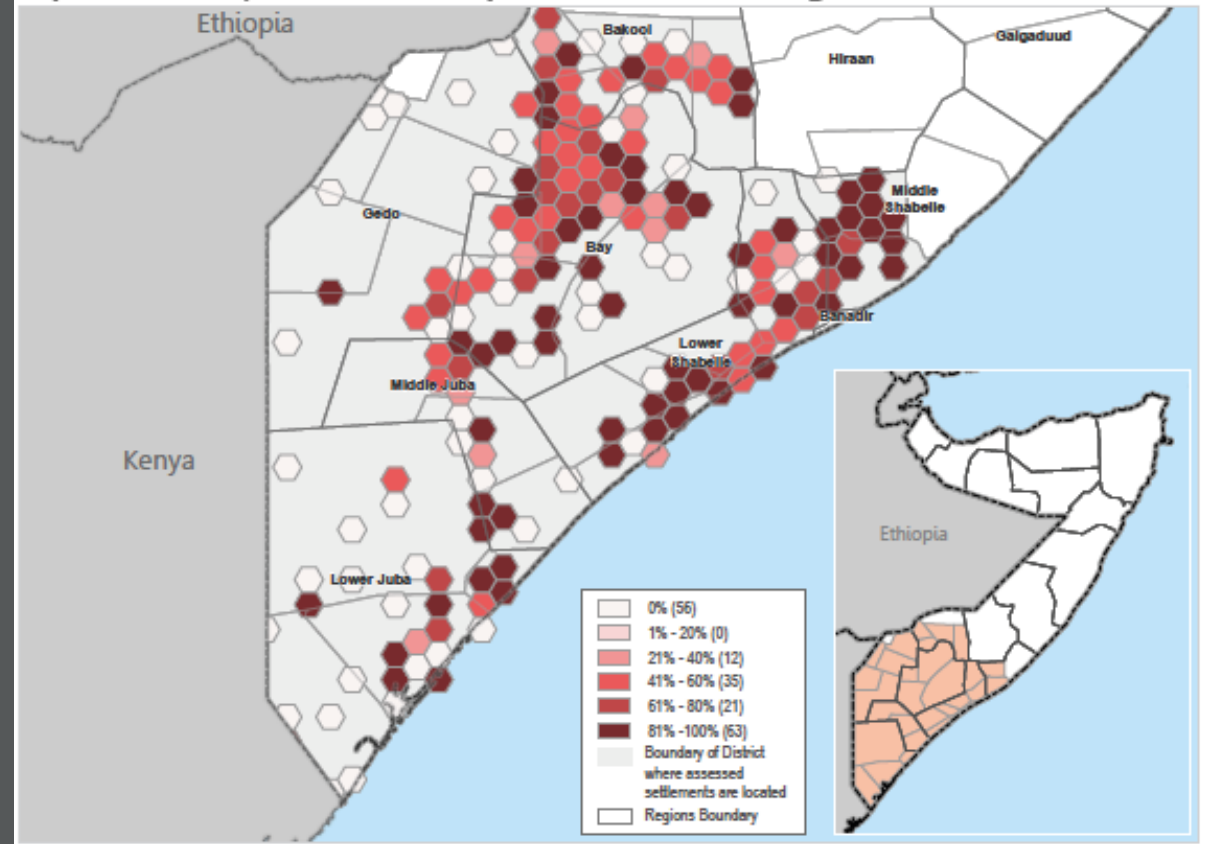 Ethiopia
Bakool
Galgaduud
Hiraan
Gedo
Middle
Shabelle
Bay
Banadir
Lower
Shabelle
Middle Juba
Kenya
Lower Juba
0% (56)
1% - 20% (0)
21% - 40% (12)
41% - 60% (35)
61% - 80% (21)
81% -100% (63)
Boundary of District
where assessed
settlements are located
Regions Boundary
Ethiopia